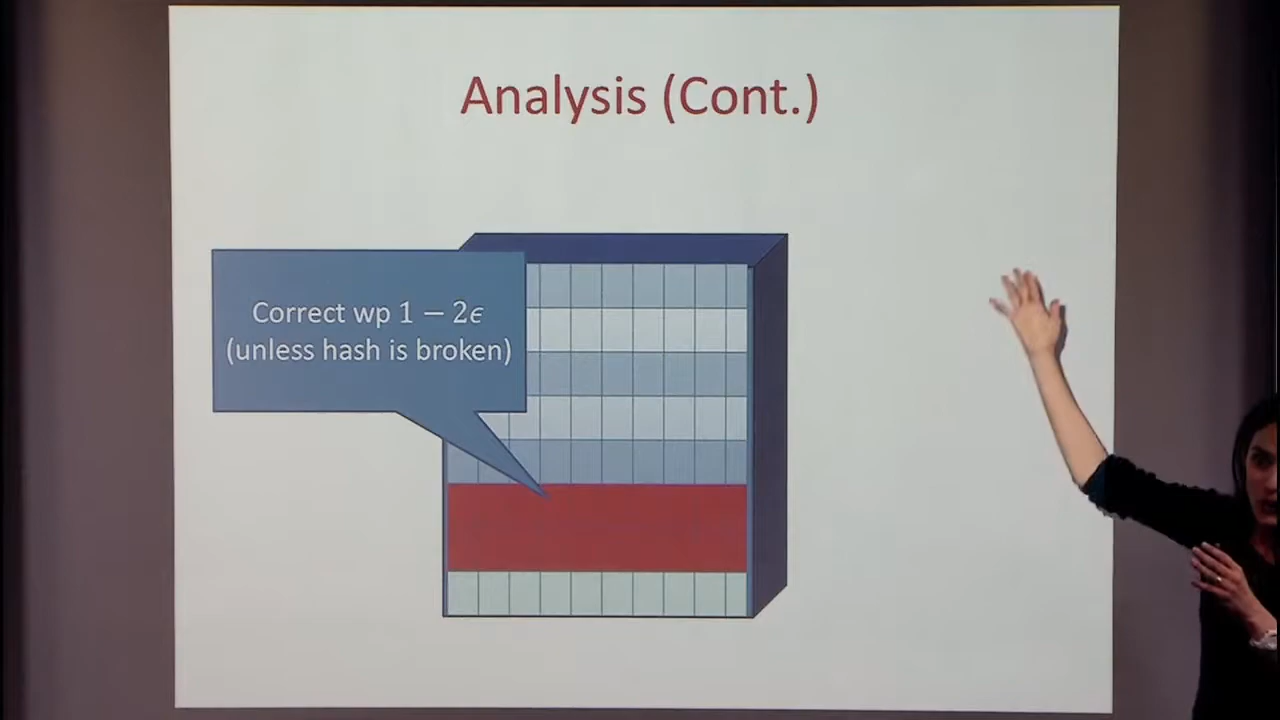 Analysis (Cont.)
Correct wp 1 − 2ϵ
(unless hash is broken)